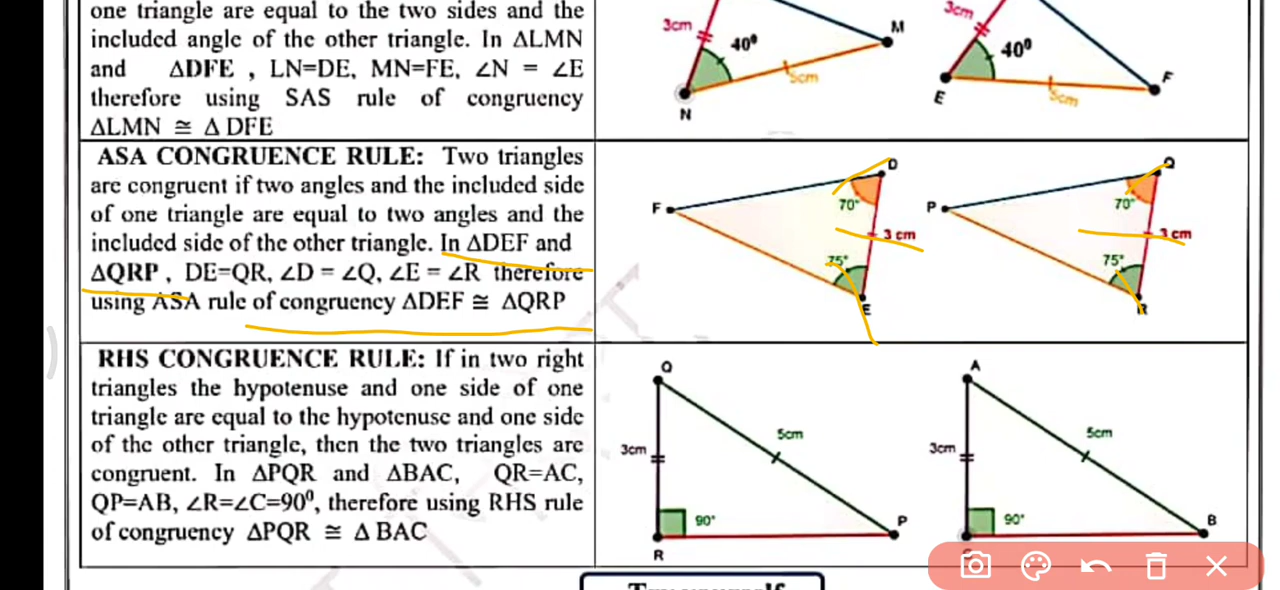 one triangle are equal to the two sides and the
included angle of the other triangle. In ΔLMN
and ΔDFE , LN=DE, MN=FE, ∠N = ∠E
therefore using SAS rule of congruency
ΔLMN ≅ Δ DFE
3cm
40⁰
M
5cm
N
3cm
40⁰
F
E
5cm
ASA CONGRUENCE RULE: Two triangles
are congruent if two angles and the included side
of one triangle are equal to two angles and the
included side of the other triangle. In ΔDEF and
ΔQRP, DE=QR, ∠D = ∠Q, ∠E = ∠R therefore
using ASA rule of congruency ΔDEF ≅ ΔQRP
D
F
70°
3 cm
75°
E
Q
P
70°
3 cm
75°
R
RHS CONGRUENCE RULE: If in two right
triangles the hypotenuse and one side of one
triangle are equal to the hypotenuse and one side
of the other triangle, then the two triangles are
congruent. In ΔPQR and ΔBAC, QR=AC,
QP=AB, ∠R=∠C=90⁰, therefore using RHS rule
of congruency ΔPQR ≅ Δ BAC
Q
5cm
3cm
90°
P
R
A
5cm
3cm
90°
B